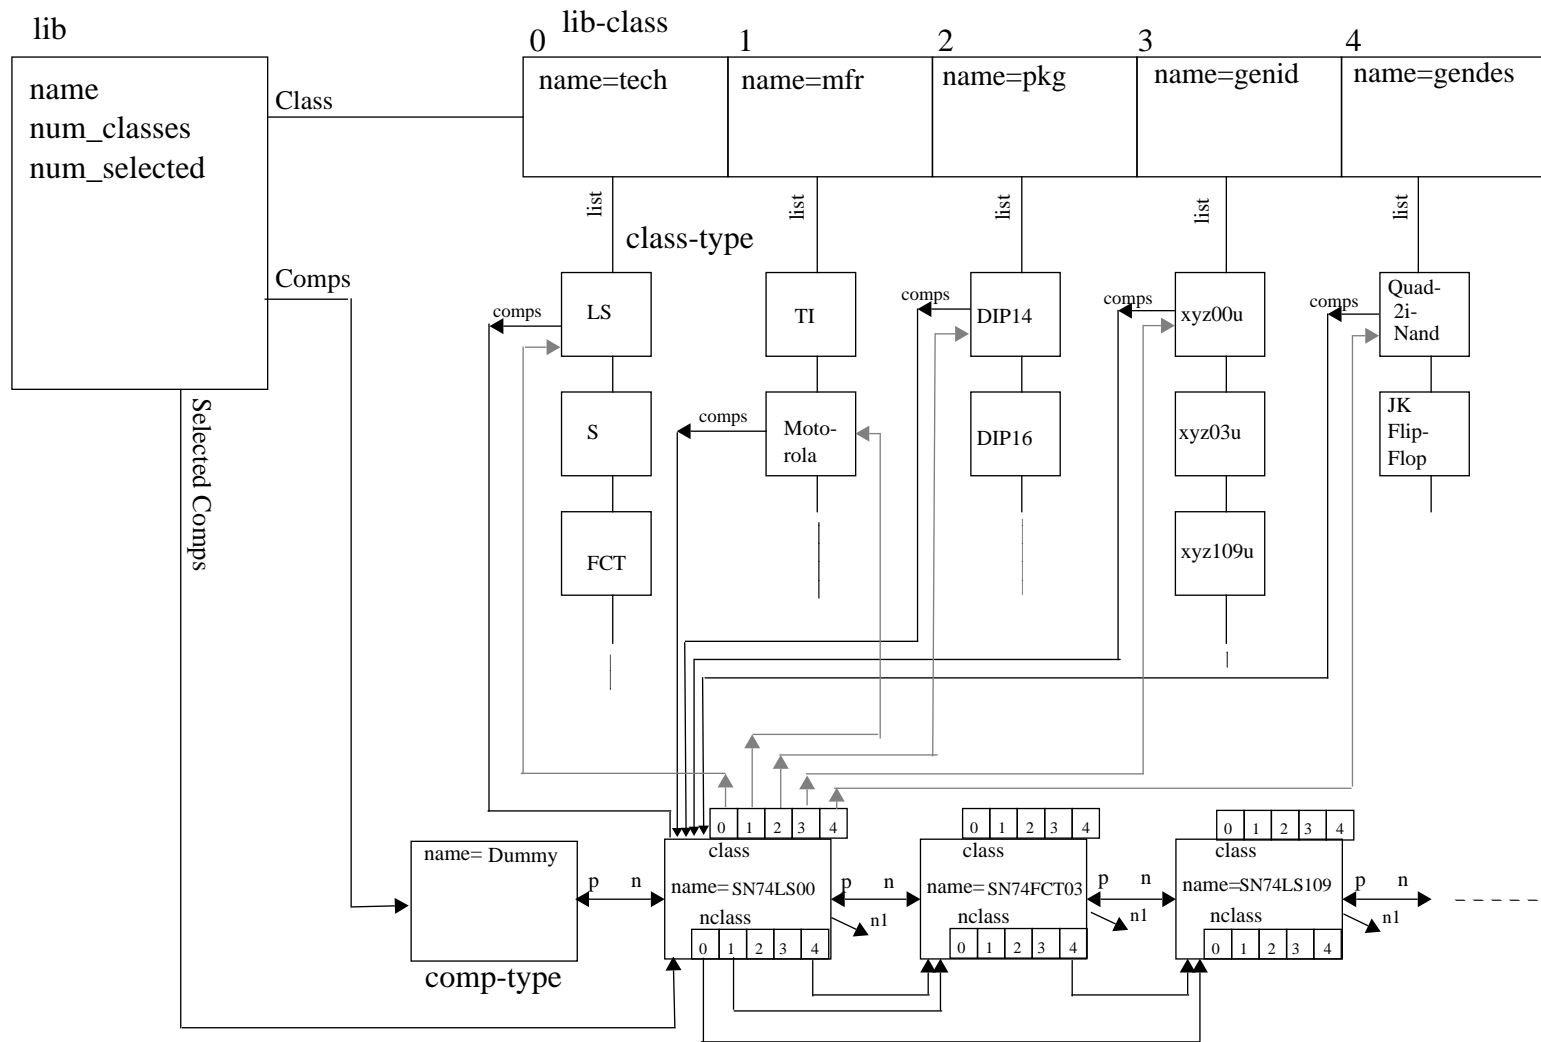 lib
lib-class
0
1
2
3
4
name
num_classes
num_selected
Class
name=tech
name=mfr
name=pkg
name=genid
name=gendes
list
list
list
list
list
class-type
Comps
comps
LS
TI
comps
DIP14
comps
xyz00u
comps
Quad-
2i-
Nand
Selected Comps
S
comps
Moto-
rola
DIP16
xyz03u
JK
Flip-
Flop
FCT
xyz109u
0 1 2 3 4
0 1 2 3 4
0 1 2 3 4
name= Dummy
class
class
class
p n
name= SN74LS00
p n
name= SN74FCT03
p n
name=SN74LS109
p n
nclass
n1
nclass
n1
nclass
n1
0 1 2 3 4
0 1 2 3 4
0 1 2 3 4
comp-type